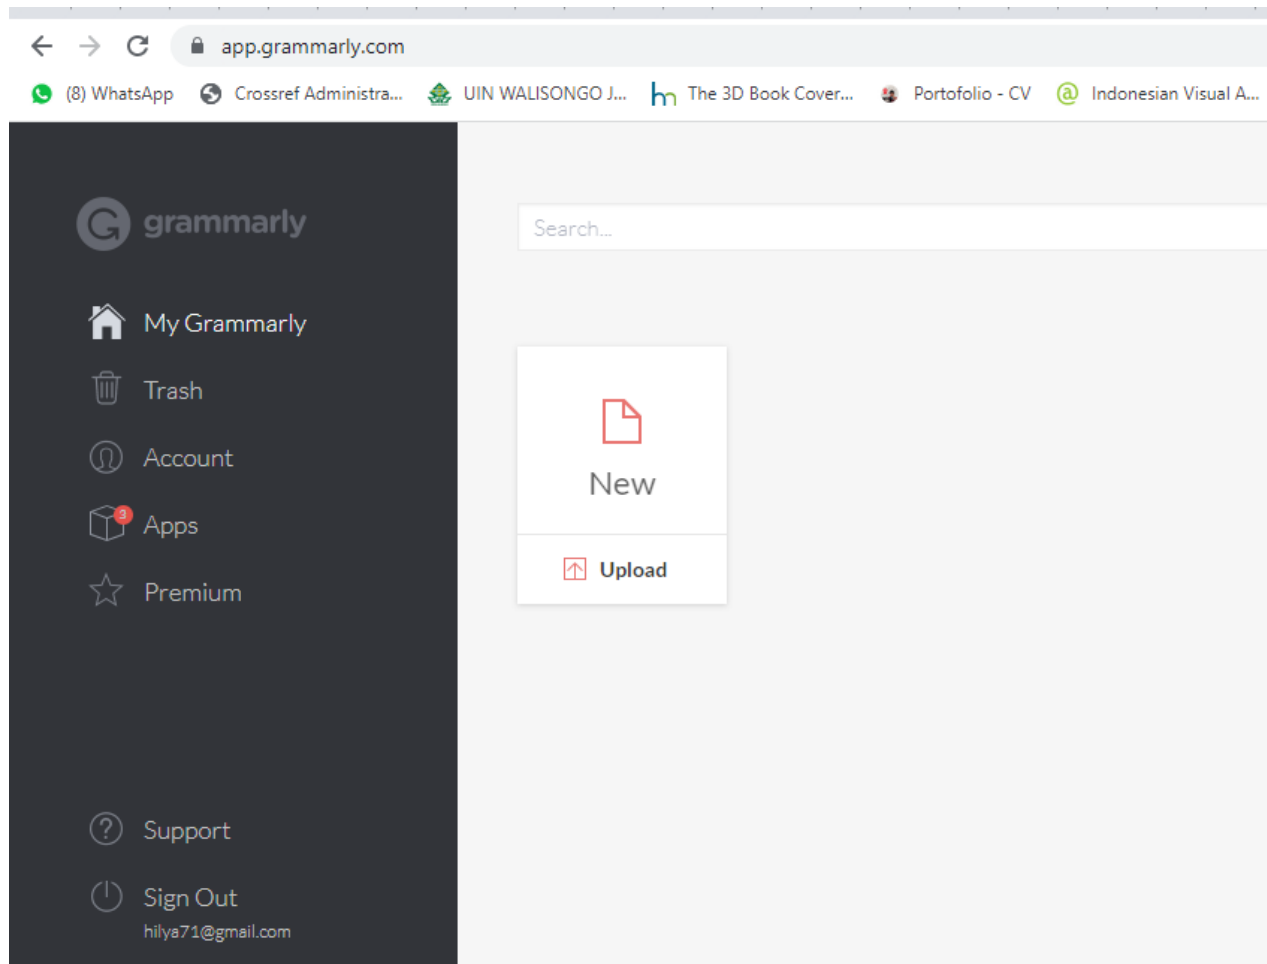 app.grammarly.com
(8) WhatsApp Crossref Administra... UIN WALISONGO J... The 3D Book Cover... Portofolio - CV Indonesian Visual A...
grammarly
Search...
My Grammarly
Trash
Account
3
Apps
Premium
New
Upload
Support
Sign Out
hilya71@gmail.com